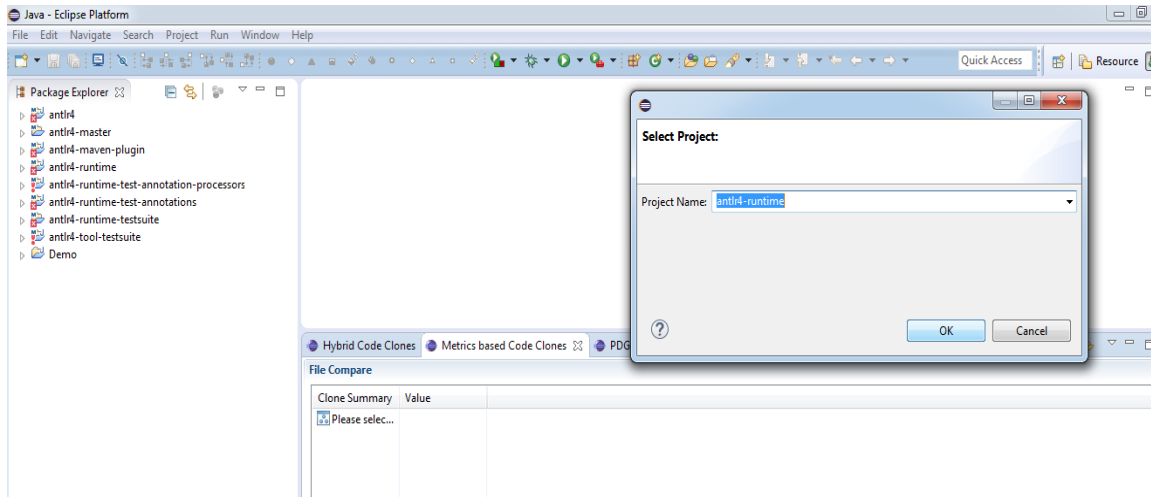 Java - Eclipse Platform
File Edit Navigate Search Project Run Window Help
Quick Access
Resource
Package Explorer
antlr4
antlr4-master
antlr4-maven-plugin
antlr4-runtime
antlr4-runtime-test-annotation-processors
antlr4-runtime-test-annotations
antlr4-runtime-testsuite
antlr4-tool-testsuite
Demo
Select Project:
Project Name: antlr4-runtime
OK Cancel
Hybrid Code Clones Metrics based Code Clones PDG
File Compare
Clone Summary Value
Please selec...